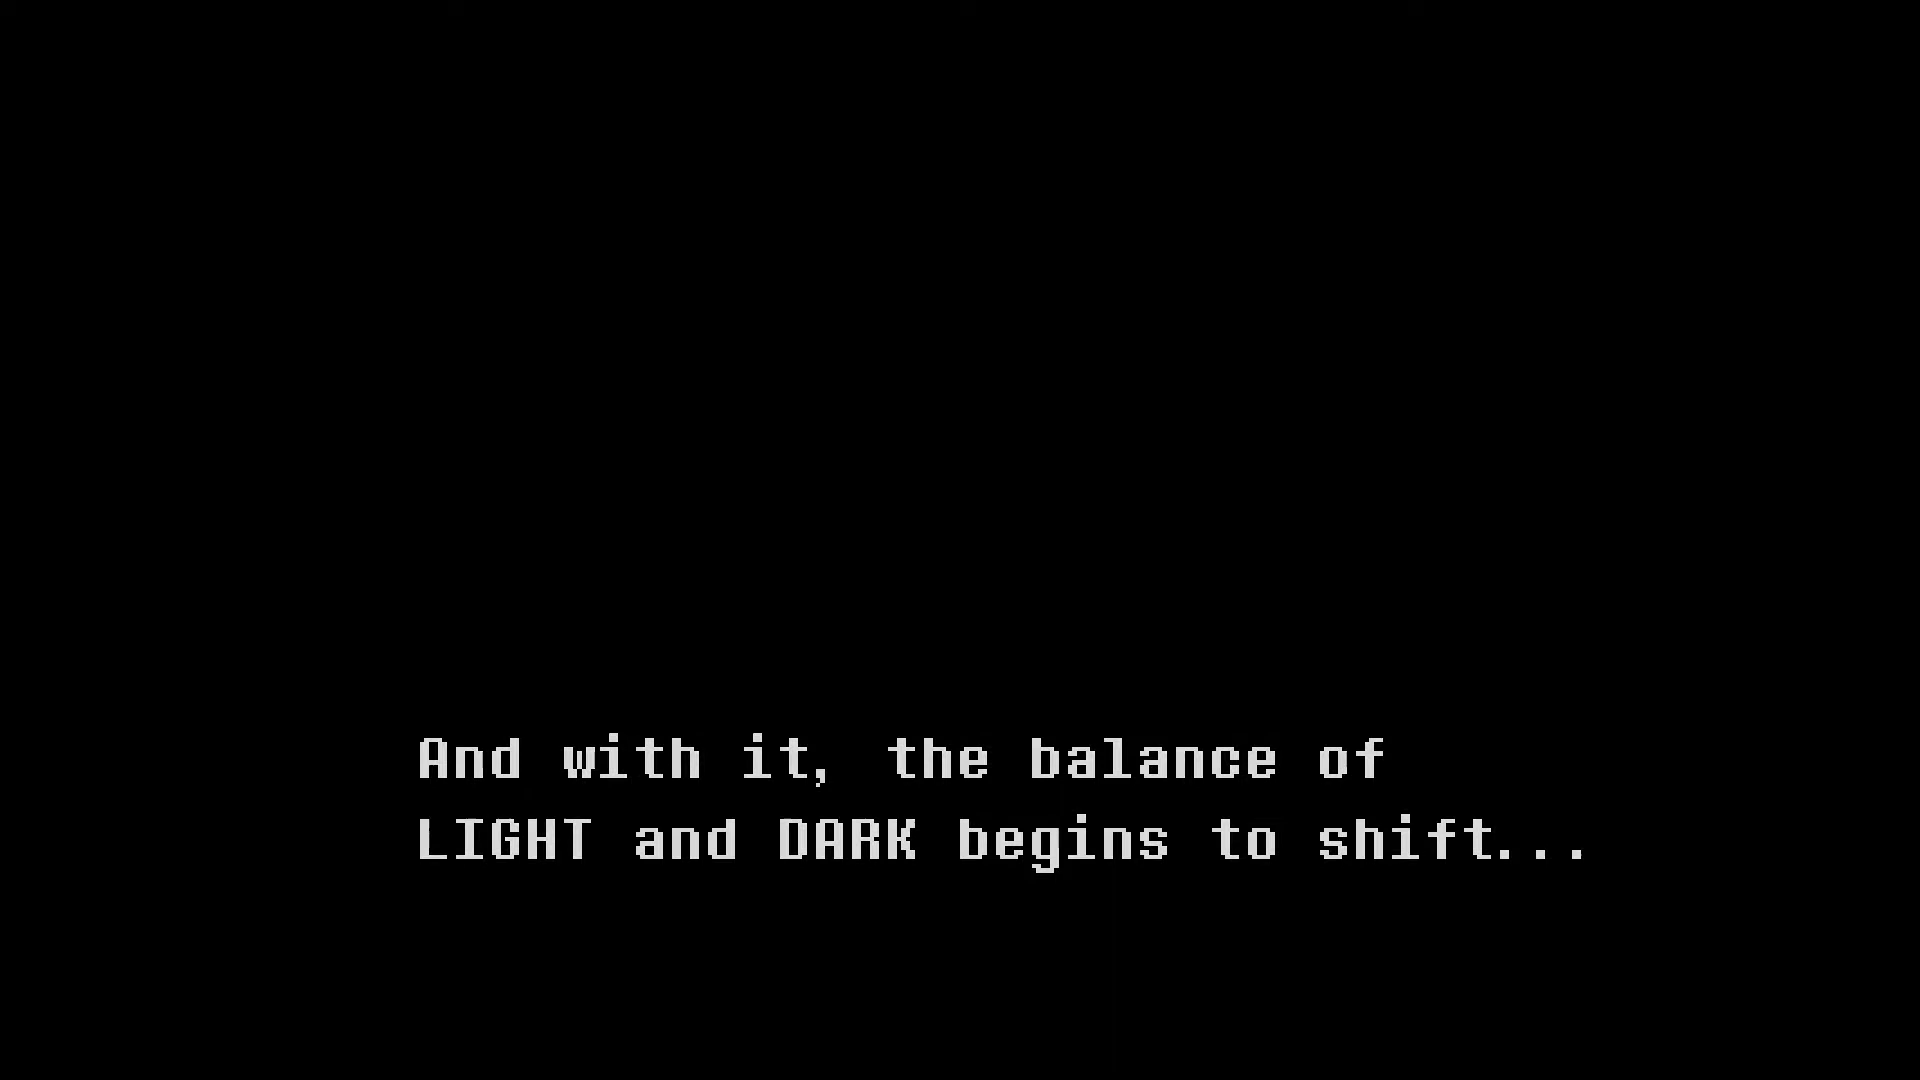 And with it, the balance of
LIGHT and DARK begins to shift...